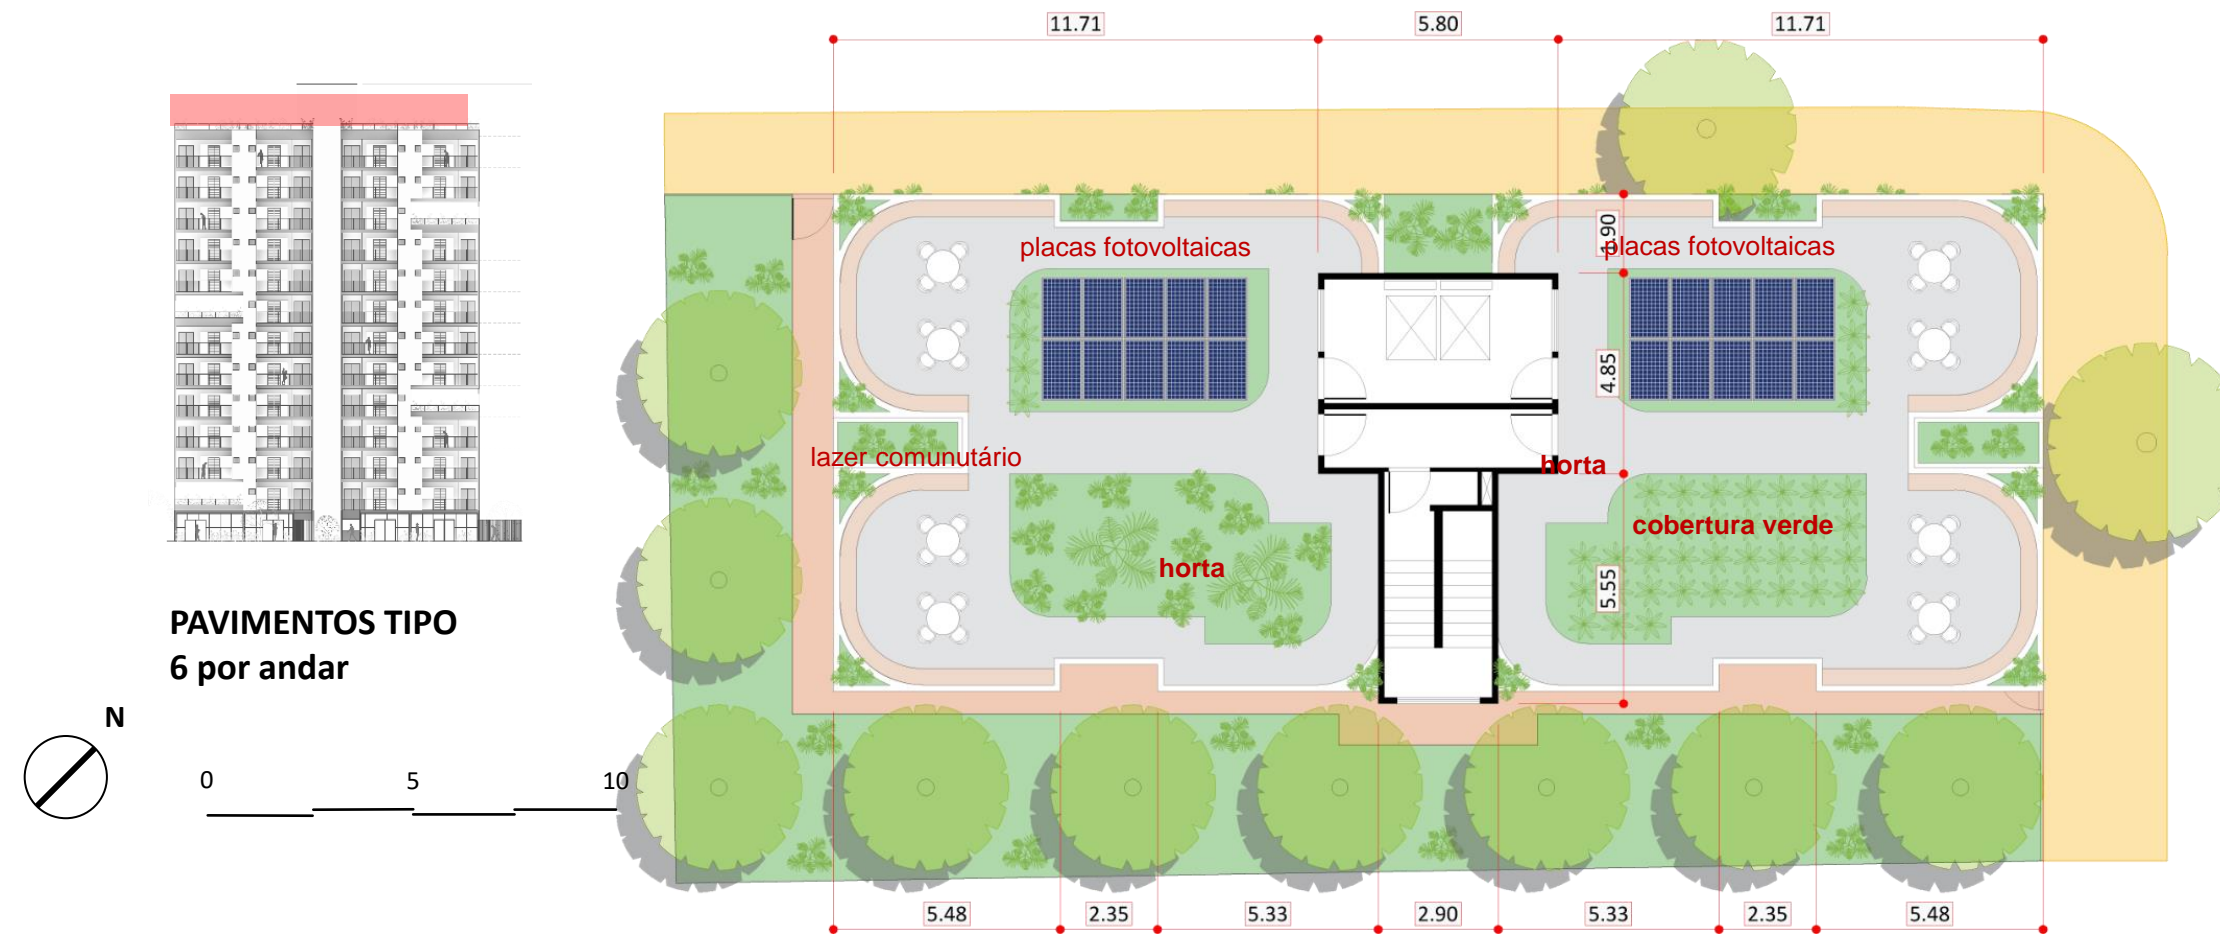 11.71
5.80
11.71
1.90
placas fotovoltaicas
placas fotovoltaicas
4.85
lazer comunutário
horta
cobertura verde
horta
5.55
PAVIMENTOS TIPO
6 por andar
N
0 5 10
5.48
2.35
5.33
2.90
5.33
2.35
5.48